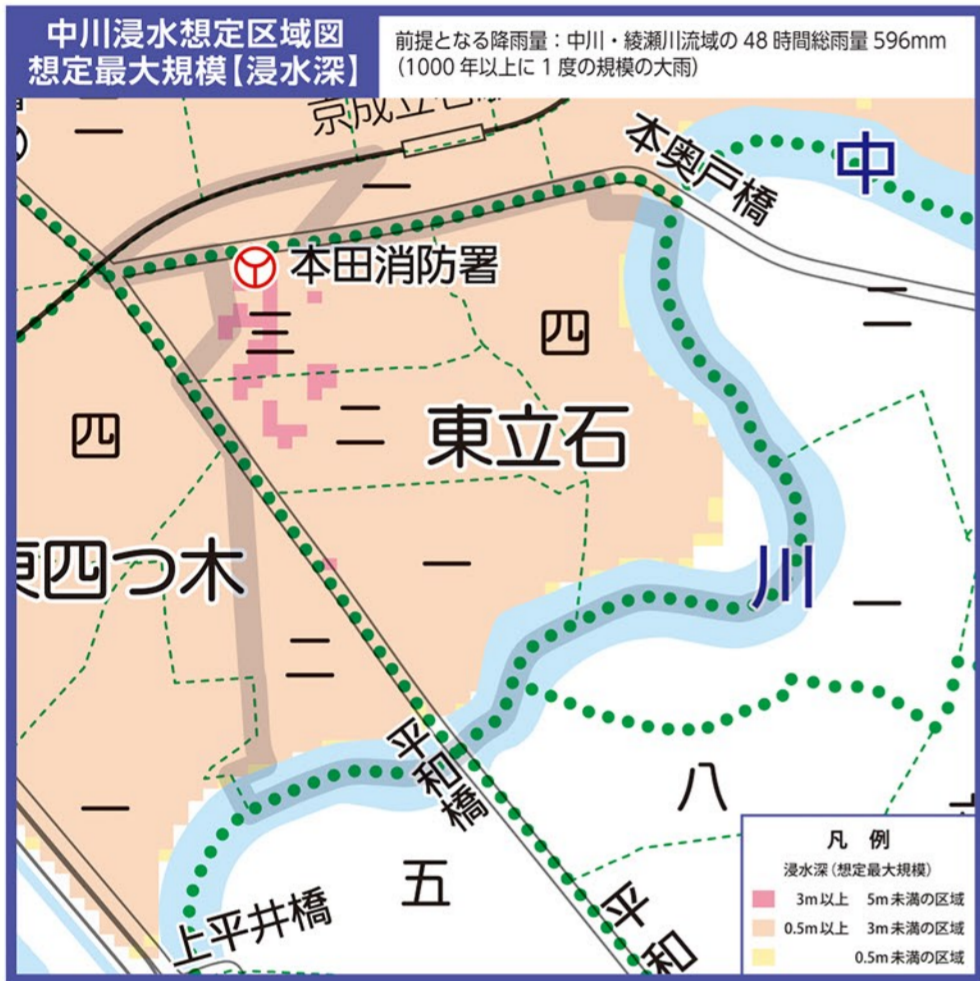 中川浸水想定区域図
想定最大規模【浸水深】
前提となる降雨量：中川・綾瀬川流域の48時間総雨量596mm
（1000年以上に1度の規模の大雨）
京成立石
本奥戸橋
中
二
一
一
本田消防署
三
四
二
四
二
東立石
東四つ木
一
川
一
二
平和橋
八
一
五
上平井橋
平和
凡 例
浸水深（想定最大規模）
3m以上 5m未満の区域
0.5m以上 3m未満の区域
0.5m未満の区域